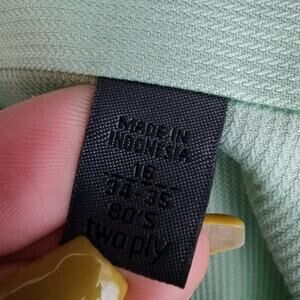 MADE IN
INDONESIA
16
34-35
80'S
two ply